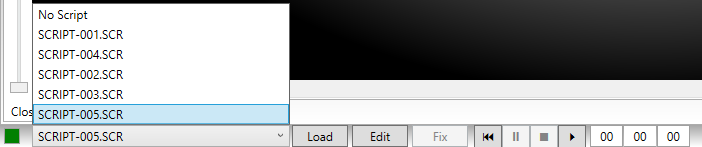 No Script
SCRIPT-001.SCR
SCRIPT-004.SCR
SCRIPT-002.SCR
SCRIPT-003.SCR
SCRIPT-005.SCR
Clos
SCRIPT-005.SCR Load Edit Fix 00 00 00